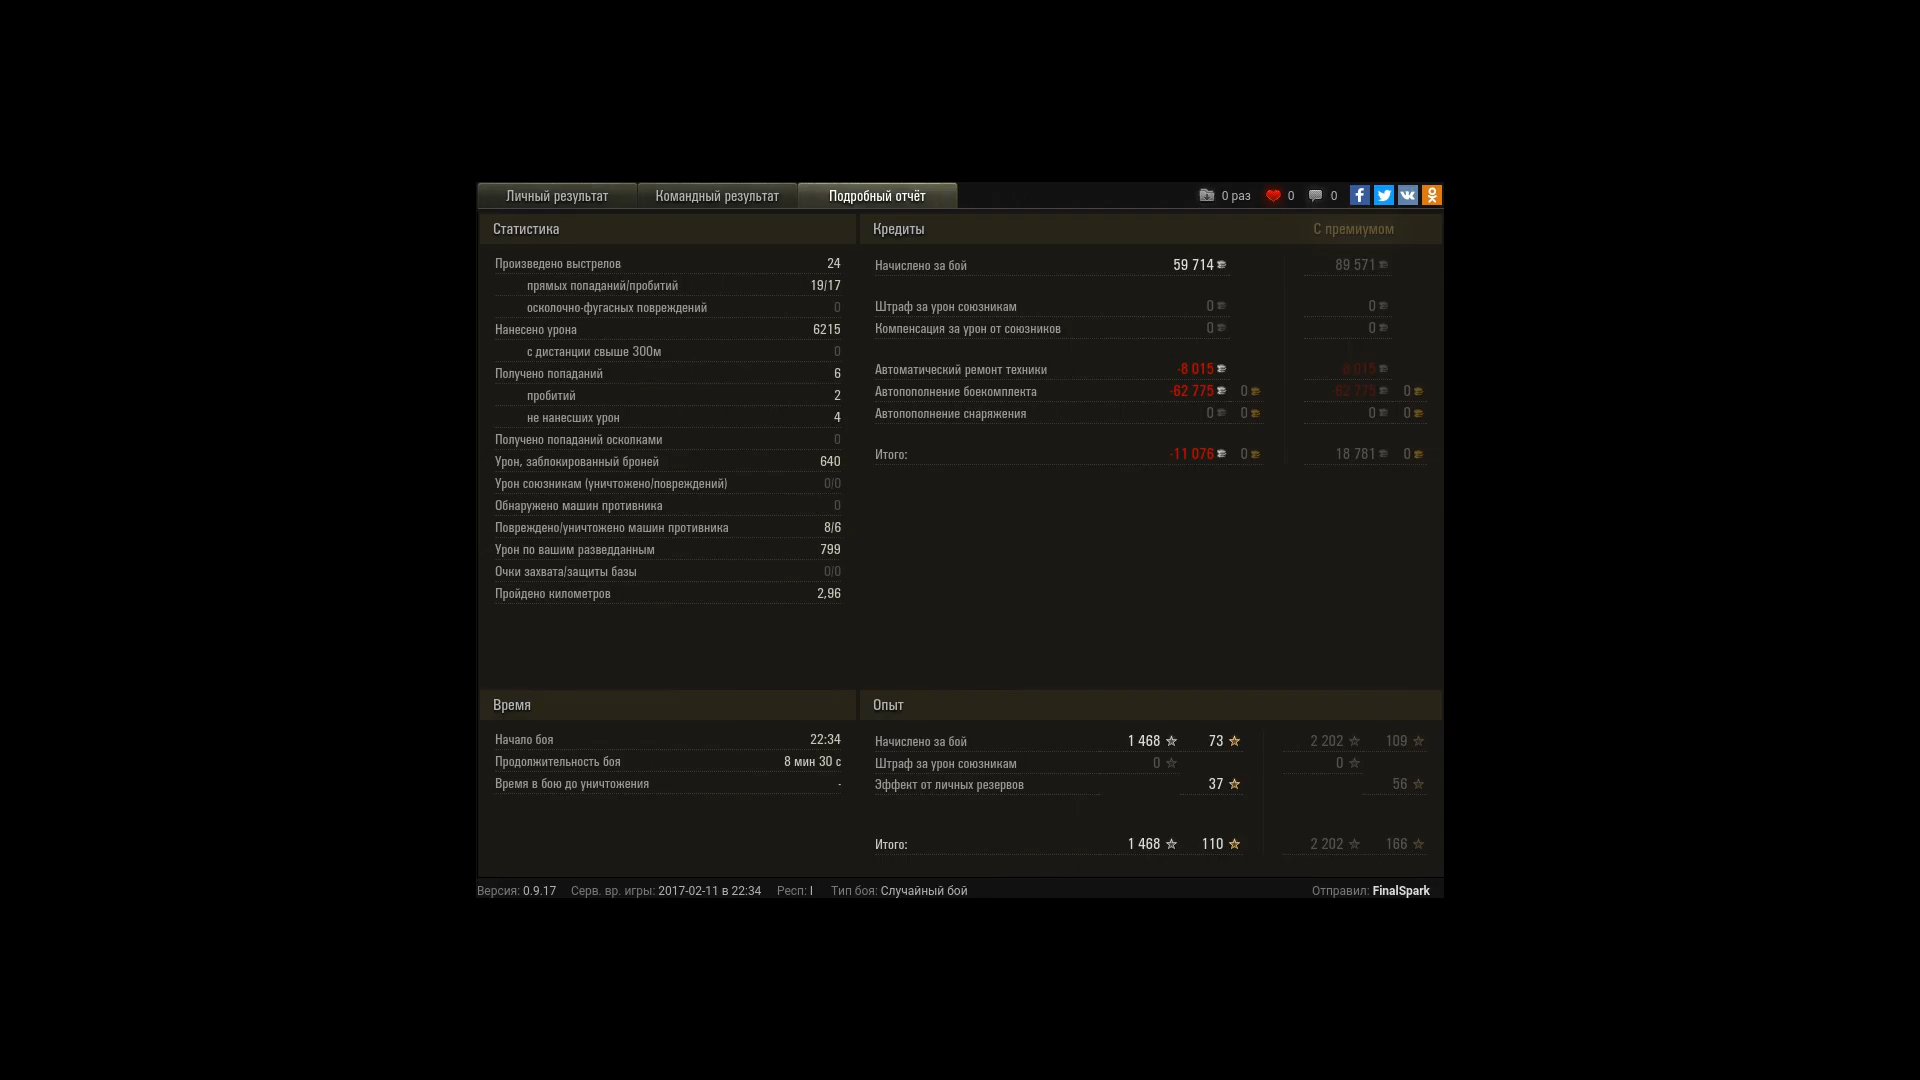 Личный результат Командный результат Подробный отчёт 0 раз 0 0
Статистика
Произведено выстрелов 24
прямых попаданий/пробитий 19/17
осколочно-фугасных повреждений 0
Нанесено урона 6215
с дистанции свыше 300м 0
Получено попаданий 6
пробитий 2
не нанесших урон 4
Получено попаданий осколками 0
Урон, заблокированный броней 640
Урон союзникам (уничтожено/повреждений) 0/0
Обнаружено машин противника 0
Повреждено/уничтожено машин противника 8/6
Урон по вашим разведданным 799
Очки захвата/защиты базы 0/0
Пройдено километров 2,96
Кредиты С премиумом
Начислено за бой 59 714 89 571
Штраф за урон союзникам 0 0
Компенсация за урон от союзников 0 0
Автоматический ремонт техники -8 015 -8 015
Автопополнение боекомплекта -62 775 0 -62 775 0
Автопополнение снаряжения 0 0 0 0
Итого: -11 076 0 18 781 0
Время
Начало боя 22:34
Продолжительность боя 8 мин 30 с
Время в бою до уничтожения -
Опыт
Начислено за бой 1 468 73 2 202 109
Штраф за урон союзникам 0 0
Эффект от личных резервов 37 56
Итого: 1 468 110 2 202 166
Версия: 0.9.17 Серв. вр. игры: 2017-02-11 в 22:34 Респ: I Тип боя: Случайный бой Отправил: FinalSpark